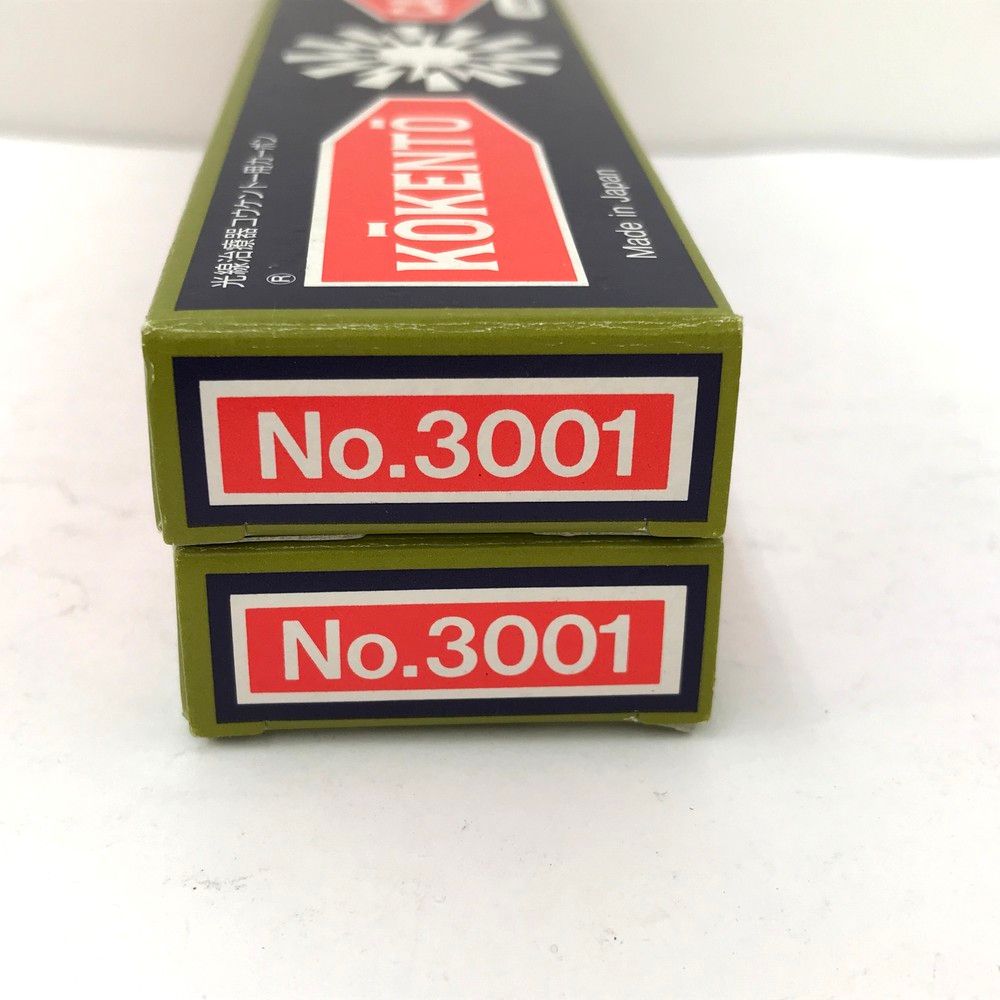 光線治療器コウケントー用カーボン
®
KŌKENTŌ
Made in Japan
No.3001
No.3001